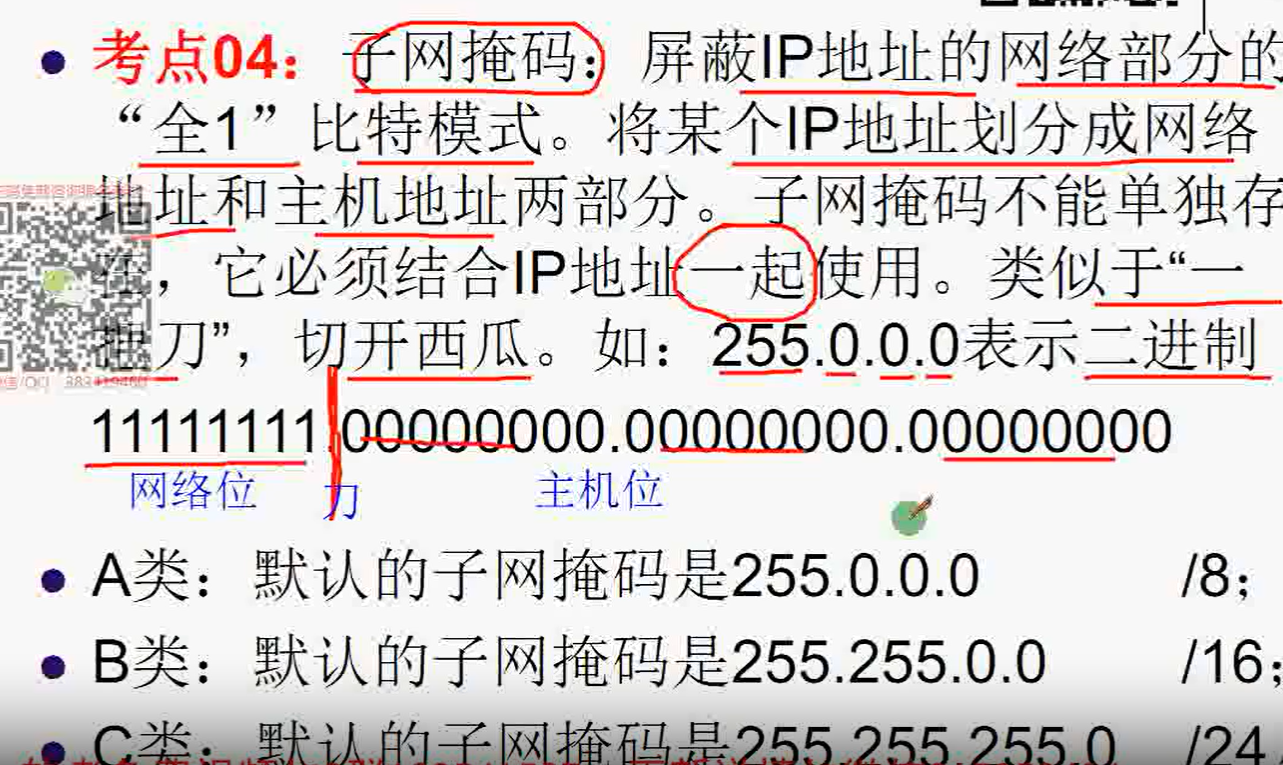 考点04： 子网掩码： 屏蔽IP地址的网络部分的
“全1”比特模式。将某个IP地址划分成网络
地址和主机地址两部分。子网掩码不能单独存
，它必须结合IP地址一起使用。类似于“一
把刀”，切开西瓜。如：255.0.0.0表示二进制
11111111.00000000.00000000.00000000
网络位 刀 主机位
A类：默认的子网掩码是255.0.0.0 /8；
B类：默认的子网掩码是255.255.0.0 /16；
C类：默认的子网掩码是255.255.255.0 /24